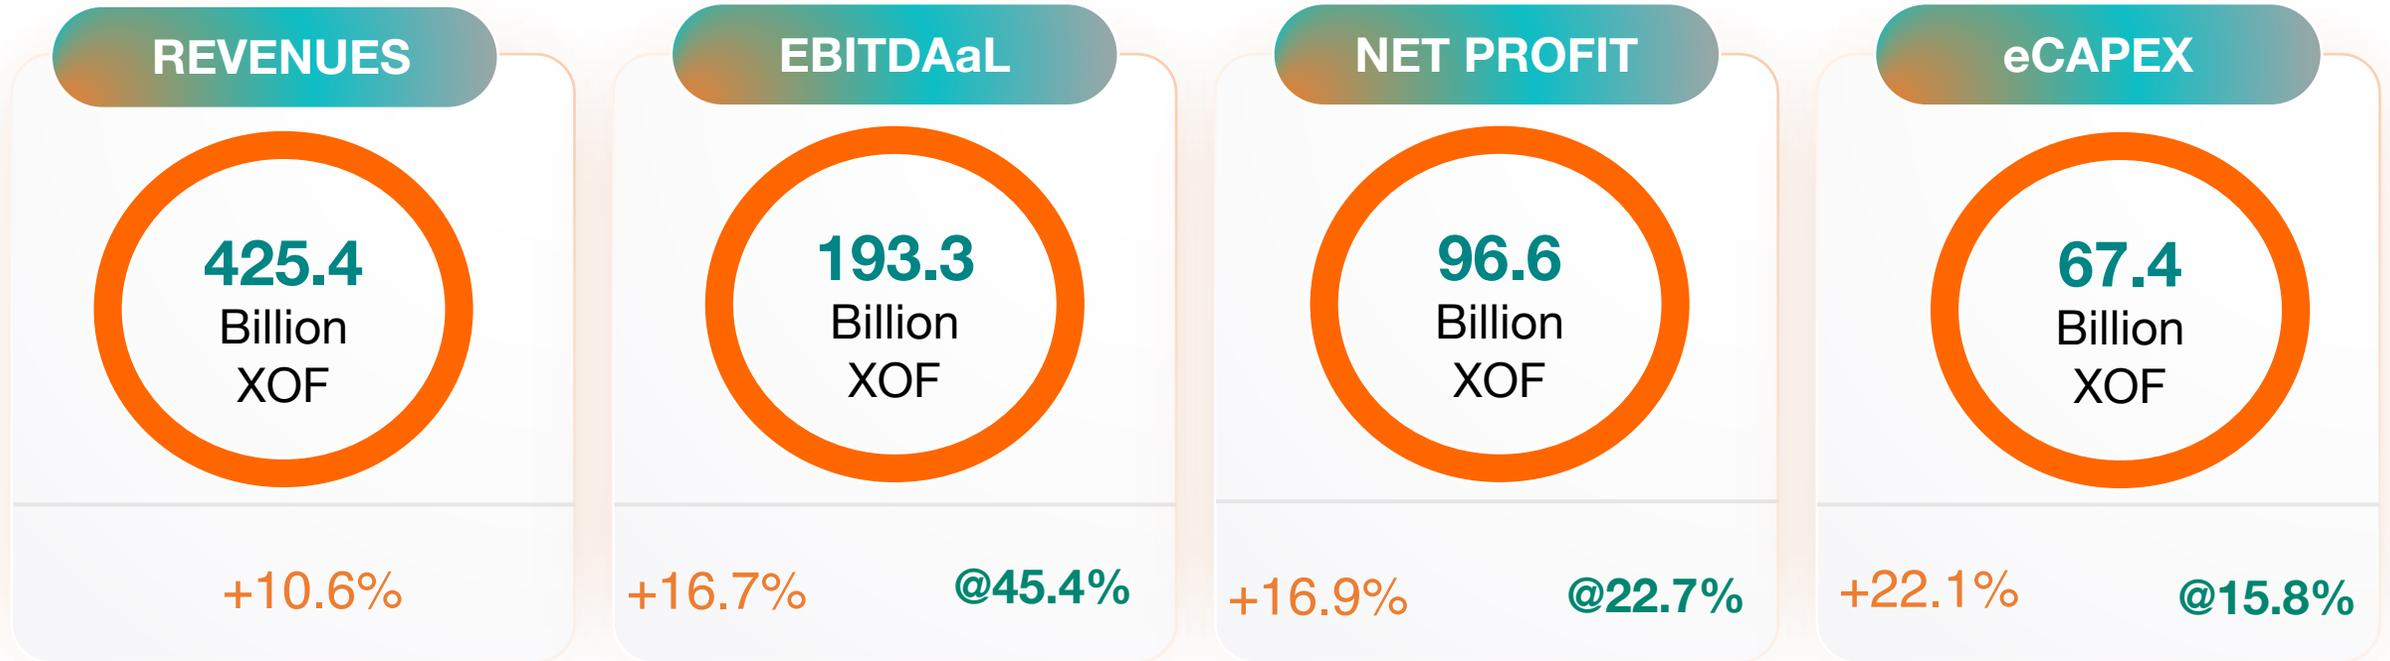 REVENUES
425.4
Billion
XOF
+10.6%
EBITDAaL
193.3
Billion
XOF
+16.7% @45.4%
NET PROFIT
96.6
Billion
XOF
+16.9% @22.7%
eCAPEX
67.4
Billion
XOF
+22.1% @15.8%